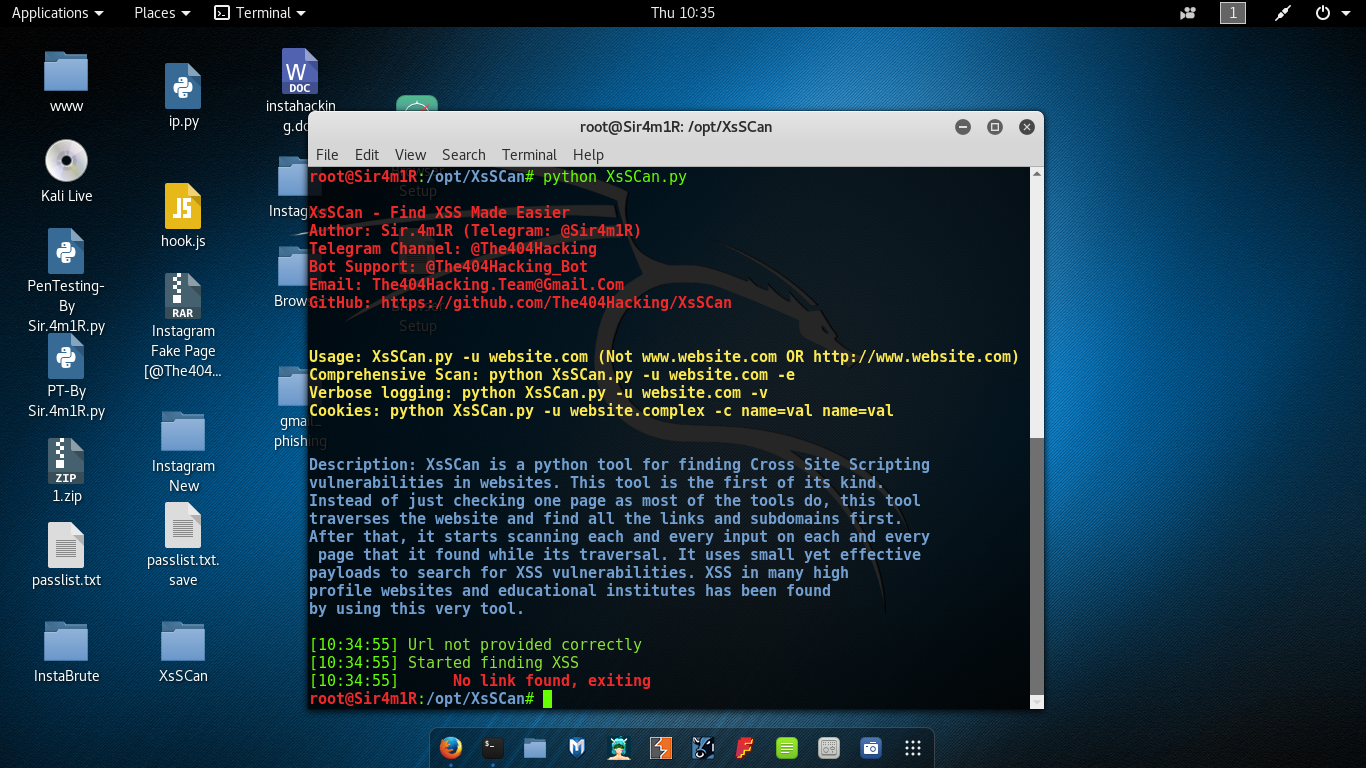 Applications Places Terminal Thu 10:35 1
www
Kali Live
PenTesting-
By
Sir.4m1R.py
PT-By
Sir.4m1R.py
ZIP
1.zip
passlist.txt
InstaBrute
ip.py
JS
hook.js
RAR
Instagram
Fake Page
[@The404...
Instagram
New
passlist.txt.
save
XsSCan
W
DOC
instahackin
g.do
Instag
Brow
gmail_
phishing
root@Sir4m1R: /opt/XsSCan
File Edit View Search Terminal Help
root@Sir4m1R:/opt/XsSCan# python XsSCan.py
Setup
XsSCan - Find XSS Made Easier
Author: Sir.4m1R (Telegram: @Sir4m1R)
Telegram Channel: @The404Hacking
Bot Support: @The404Hacking_Bot
Email: The404Hacking.Team@Gmail.Com
GitHub: https://github.com/The404Hacking/XsSCan
Setup
Usage: XsSCan.py -u website.com (Not www.website.com OR http://www.website.com)
Comprehensive Scan: python XsSCan.py -u website.com -e
Verbose logging: python XsSCan.py -u website.com -v
Cookies: python XsSCan.py -u website.complex -c name=val name=val
Description: XsSCan is a python tool for finding Cross Site Scripting
vulnerabilities in websites. This tool is the first of its kind.
Instead of just checking one page as most of the tools do, this tool
traverses the website and find all the links and subdomains first.
After that, it starts scanning each and every input on each and every
page that it found while its traversal. It uses small yet effective
payloads to search for XSS vulnerabilities. XSS in many high
profile websites and educational institutes has been found
by using this very tool.
[10:34:55] Url not provided correctly
[10:34:55] Started finding XSS
[10:34:55] No link found, exiting
root@Sir4m1R:/opt/XsSCan#